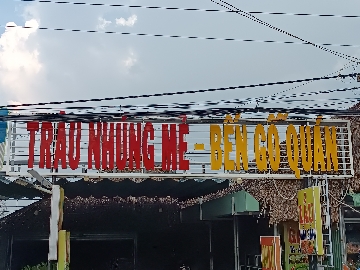 TRÂU NHÚNG MẺ - BẾN GỖ QUÁN